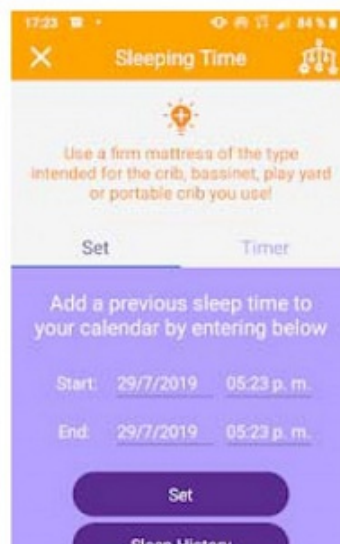 17:23 84 %
Sleeping Time
Use a firm mattress of the type
intended for the crib, bassinet, play yard
or portable crib you use!
Set Timer
Add a previous sleep time to
your calendar by entering below
Start: 29/7/2019 05:23 p. m.
End: 29/7/2019 05:23 p. m.
Set
Sleep History